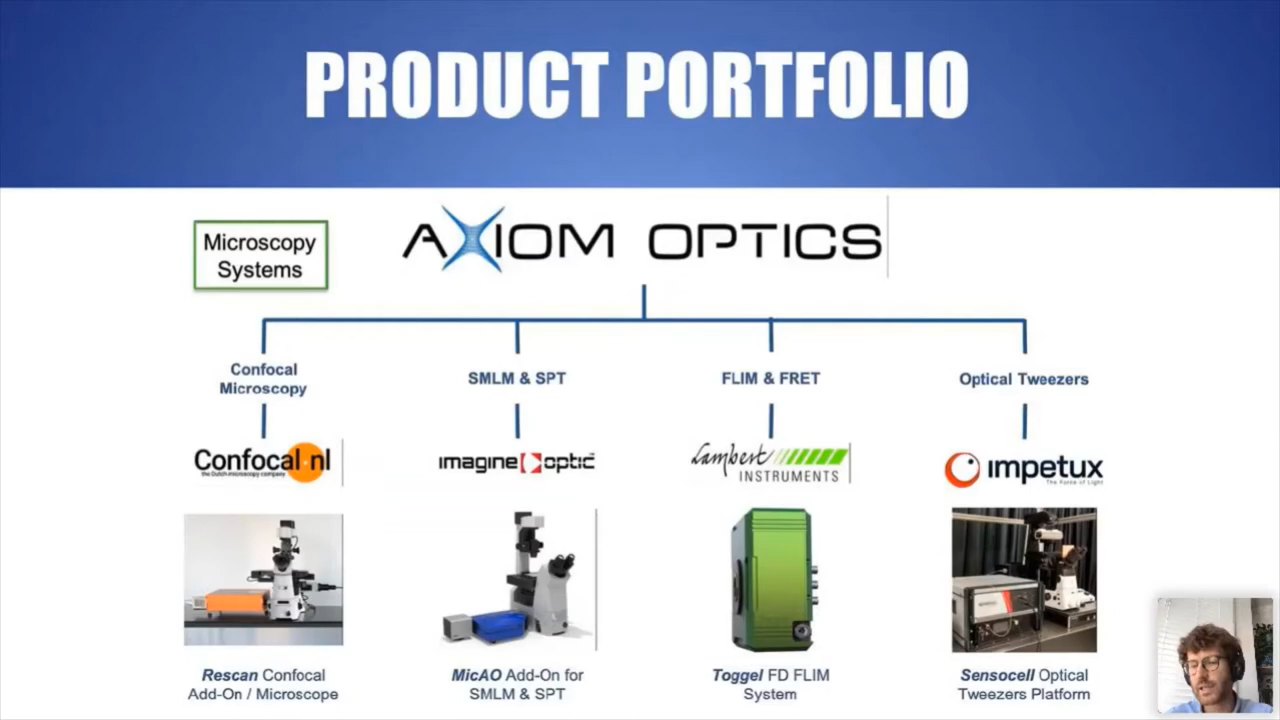 PRODUCT PORTFOLIO
Microscopy
Systems
AXIOM OPTICS
Confocal
Microscopy
SMLM & SPT
FLIM & FRET
Optical Tweezers
Confocal.nl
the Dutch microscopy company
imagine optic
Lambert
INSTRUMENTS
impetux
The Force of Light
Rescan Confocal
Add-On / Microscope
MicAO Add-On for
SMLM & SPT
Toggel FD FLIM
System
Sensocell Optical
Tweezers Platform